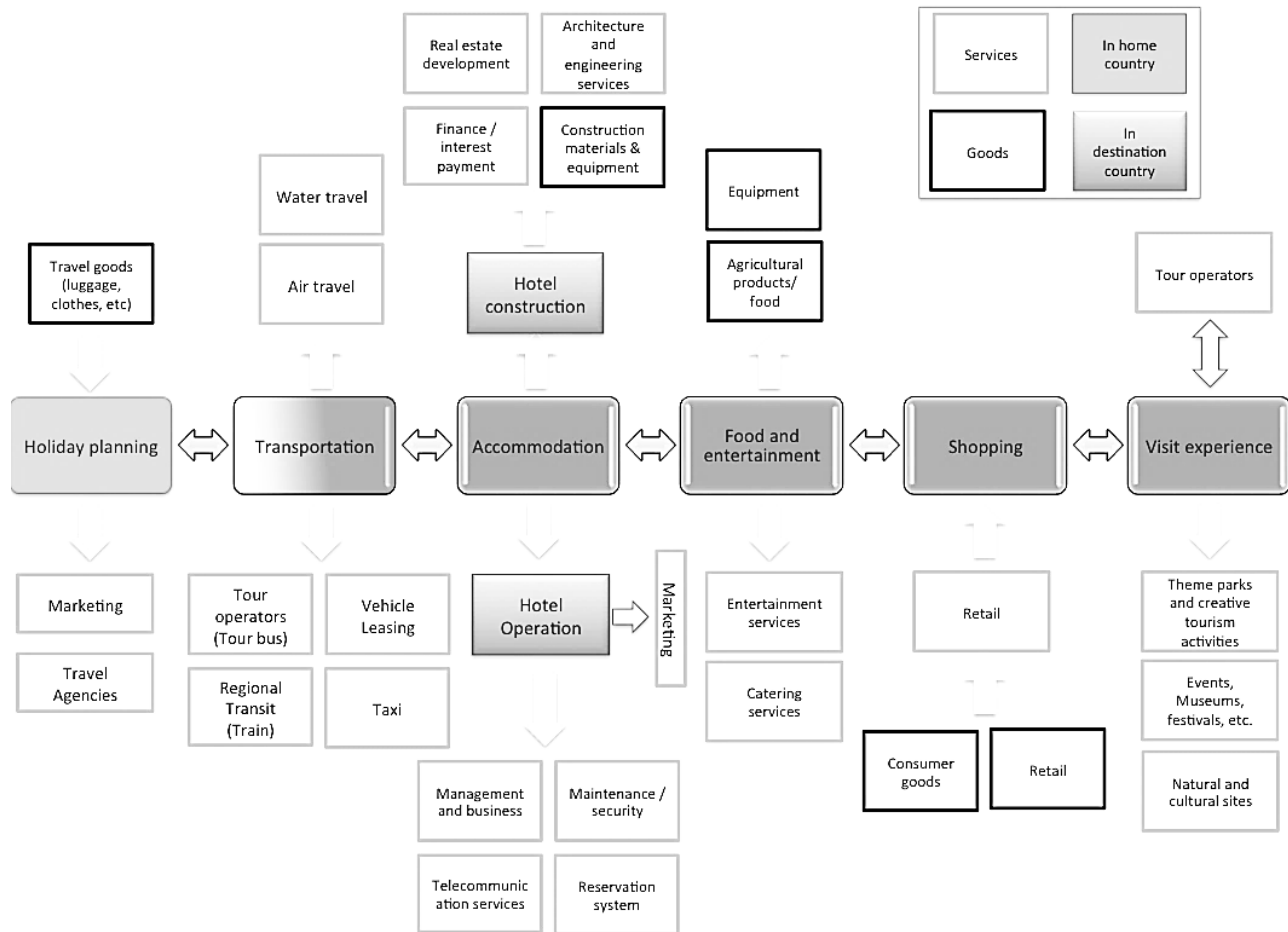 Real estate
development
Architecture
and
engineering
services
Services
In home
country
Finance /
interest
payment
Construction
materials &
equipment
Goods
In
destination
country
Water travel
Equipment
Travel goods
(luggage,
clothes, etc)
Air travel
Hotel
construction
Agricultural
products/
food
Tour operators
Holiday planning
Transportation
Accommodation
Food and
entertainment
Shopping
Visit experience
Marketing
Tour
operators
(Tour bus)
Vehicle
Leasing
Hotel
Operation
Marketing
Entertainment
services
Retail
Theme parks
and creative
tourism
activities
Travel
Agencies
Regional
Transit
(Train)
Taxi
Catering
services
Events,
Museums,
festivals, etc.
Consumer
goods
Retail
Natural and
cultural sites
Management
and business
Maintenance /
security
Telecommunic
ation services
Reservation
system